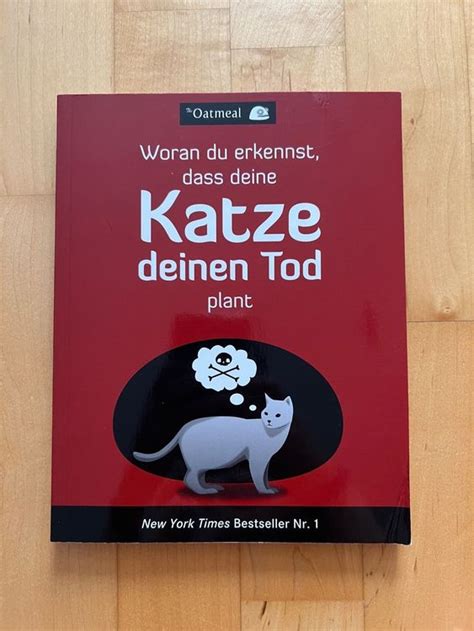 The Oatmeal
Woran du erkennst,
dass deine
Katze
deinen Tod
plant
New York Times Bestseller Nr. 1